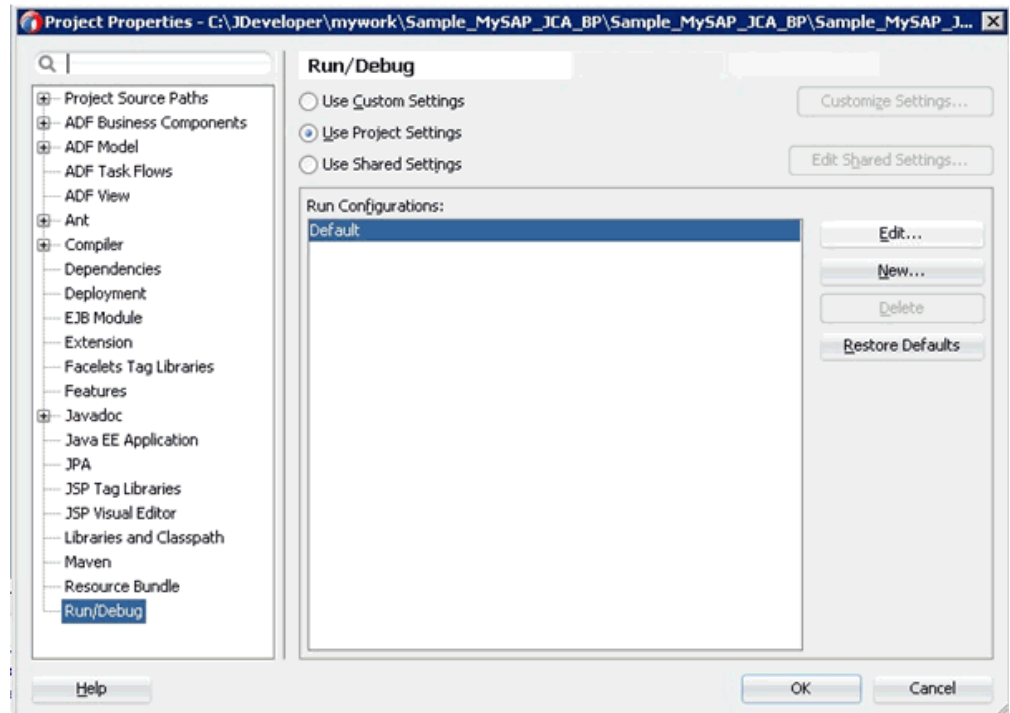 Project Properties - C:\JDeveloper\mywork\Sample_MySAP_JCA_BP\Sample_MySAP_JCA_BP\Sample_MySAP_J...
Project Source Paths
ADF Business Components
ADF Model
ADF Task Flows
ADF View
Ant
Compiler
Dependencies
Deployment
EJB Module
Extension
Facelets Tag Libraries
Features
Javadoc
Java EE Application
JPA
JSP Tag Libraries
JSP Visual Editor
Libraries and Classpath
Maven
Resource Bundle
Run/Debug
Run/Debug
Use Custom Settings
Customize Settings...
Use Project Settings
Use Shared Settings
Edit Shared Settings...
Run Configurations:
Default
Edit...
New...
Delete
Restore Defaults
Help
OK
Cancel